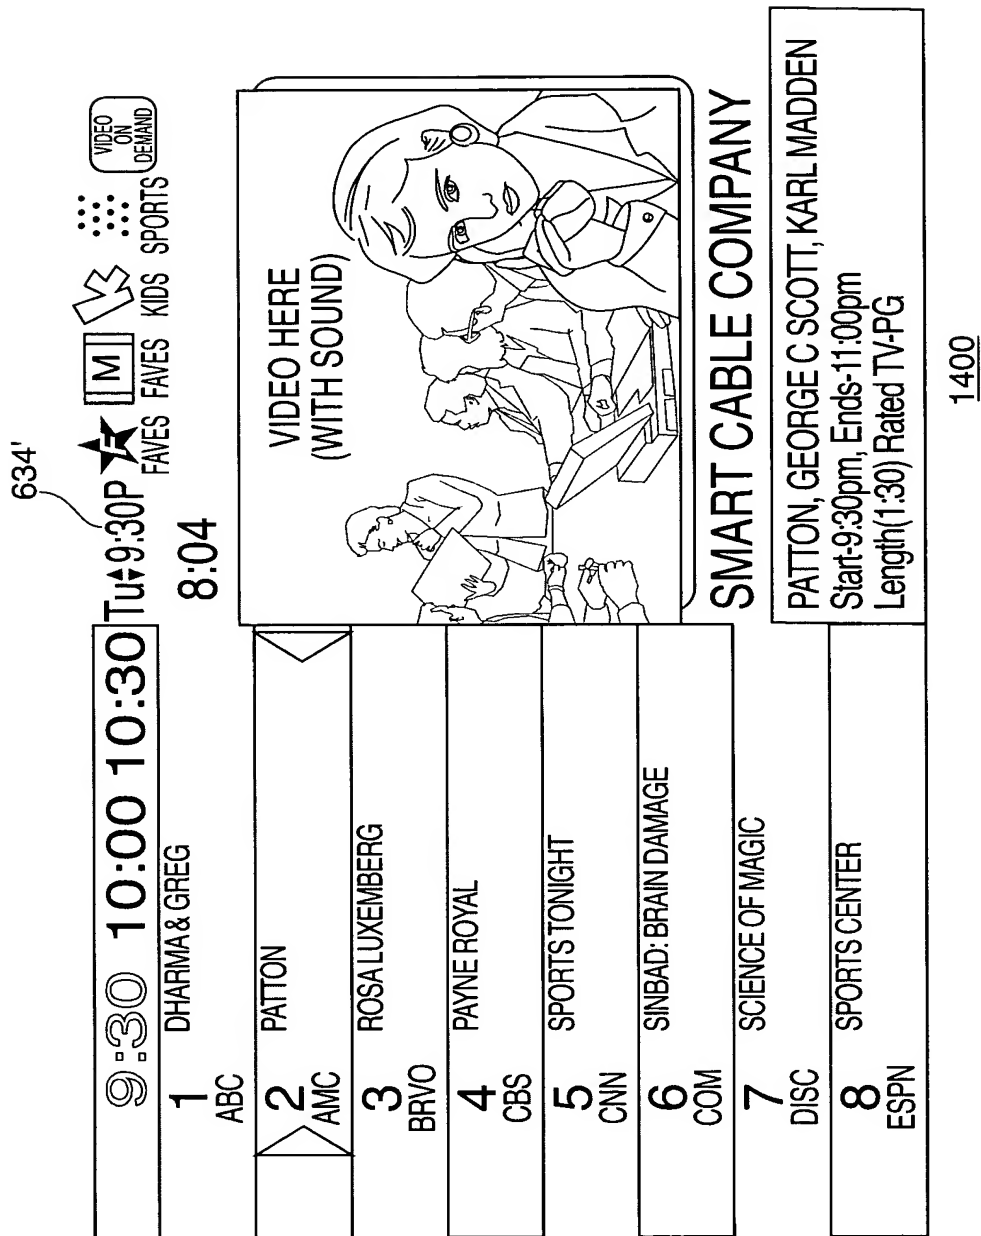 634'
9:30 10:00 10:30 Tu 9:30P
F
FAVES
M
FAVES
KIDS
SPORTS
VIDEO
ON
DEMAND
8:04
1 DHARMA & GREG
ABC
2 PATTON
AMC
3 ROSA LUXEMBERG
BRVO
4 PAYNE ROYAL
CBS
5 SPORTS TONIGHT
CNN
6 SINBAD: BRAIN DAMAGE
COM
7 SCIENCE OF MAGIC
DISC
8 SPORTS CENTER
ESPN
VIDEO HERE
(WITH SOUND)
SMART CABLE COMPANY
PATTON, GEORGE C SCOTT, KARL MADDEN
Start-9:30pm, Ends-11:00pm
Length(1:30) Rated TV-PG
1400